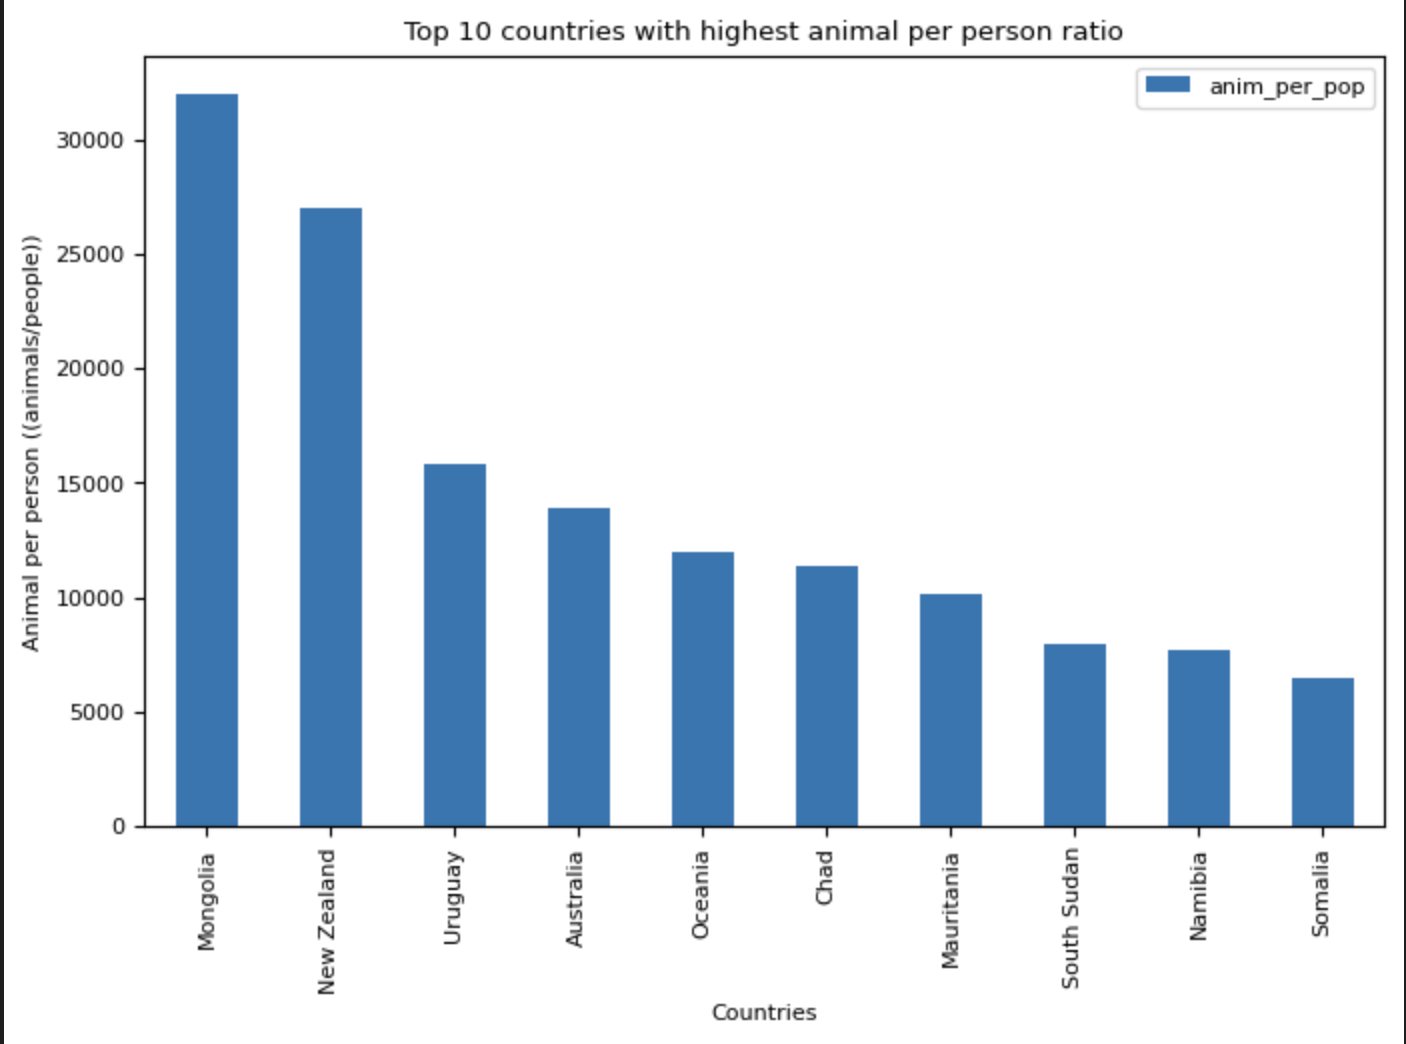 Top 10 countries with highest animal per person ratio
anim_per_pop
Animal per person ((animals/people))
30000
25000
20000
15000
10000
5000
0
Mongolia
New Zealand
Uruguay
Australia
Oceania
Chad
Mauritania
South Sudan
Namibia
Somalia
Countries